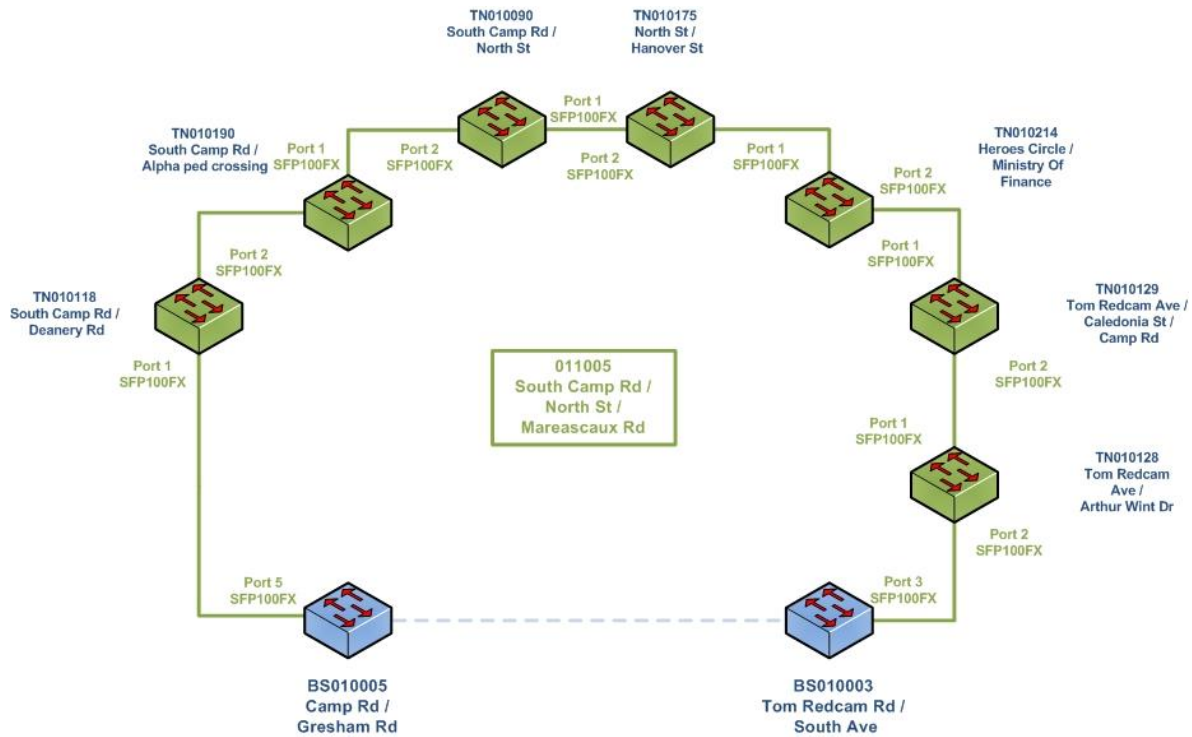 TN010090
South Camp Rd /
North St
TN010175
North St /
Hanover St
Port 1
SFP100FX
TN010190
South Camp Rd /
Alpha ped crossing
Port 1
SFP100FX
Port 2
SFP100FX
Port 2
SFP100FX
Port 1
SFP100FX
TN010214
Heroes Circle /
Ministry Of
Finance
Port 2
SFP100FX
Port 2
SFP100FX
Port 1
SFP100FX
TN010118
South Camp Rd /
Deanery Rd
TN010129
Tom Redcam Ave /
Caledonia St /
Camp Rd
Port 1
SFP100FX
011005
South Camp Rd /
North St /
Mareascaux Rd
Port 2
SFP100FX
Port 1
SFP100FX
TN010128
Tom Redcam
Ave /
Arthur Wint Dr
Port 2
SFP100FX
Port 5
SFP100FX
Port 3
SFP100FX
BS010005
Camp Rd /
Gresham Rd
BS010003
Tom Redcam Rd /
South Ave